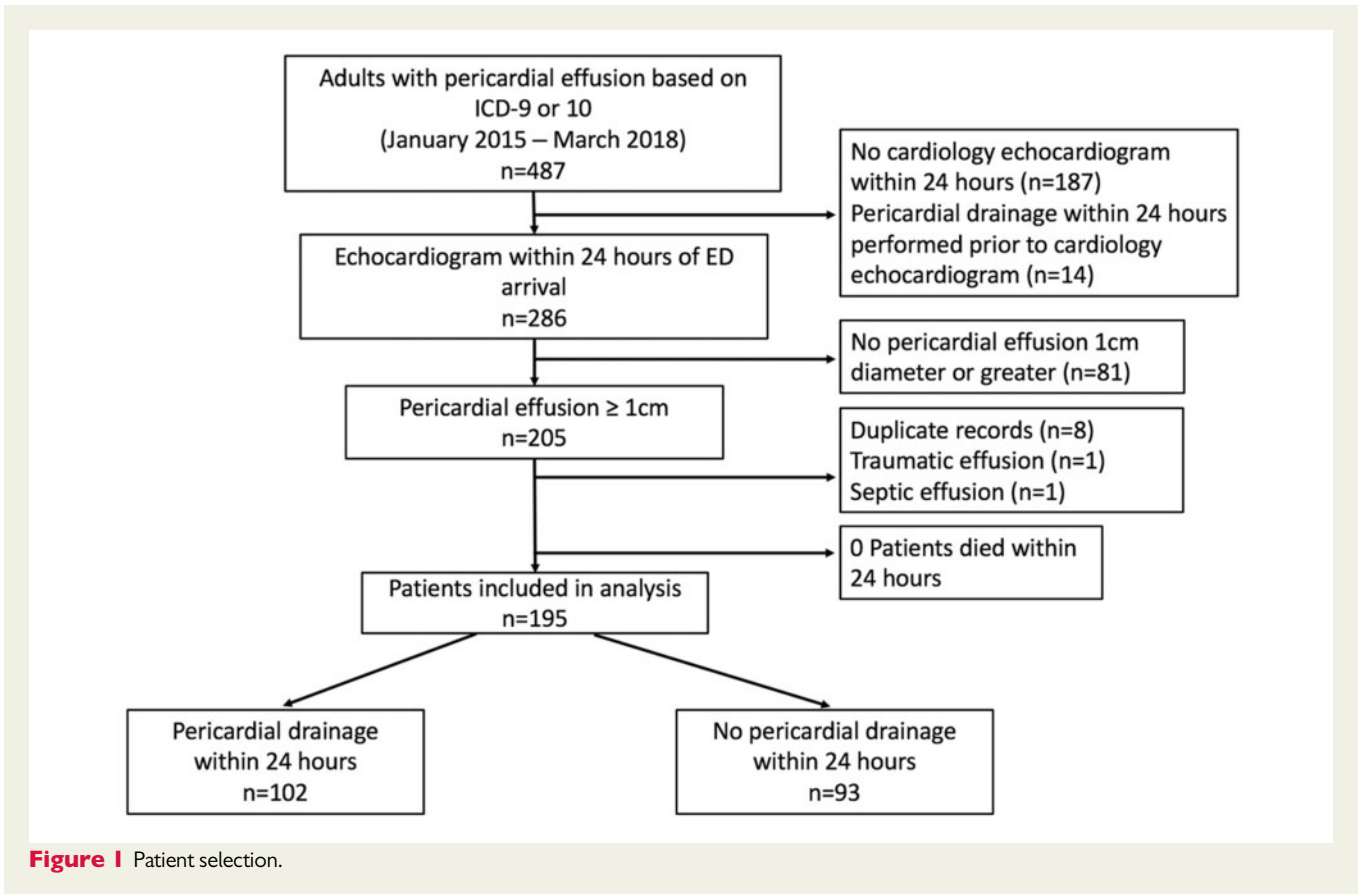 Adults with pericardial effusion based on
ICD-9 or 10
(January 2015 – March 2018)
n=487
No cardiology echocardiogram
within 24 hours (n=187)
Pericardial drainage within 24 hours
performed prior to cardiology
echocardiogram (n=14)
Echocardiogram within 24 hours of ED
arrival
n=286
No pericardial effusion 1cm
diameter or greater (n=81)
Pericardial effusion ≥ 1cm
n=205
Duplicate records (n=8)
Traumatic effusion (n=1)
Septic effusion (n=1)
0 Patients died within
24 hours
Patients included in analysis
n=195
Pericardial drainage
within 24 hours
n=102
No pericardial drainage
within 24 hours
n=93
Figure 1 Patient selection.